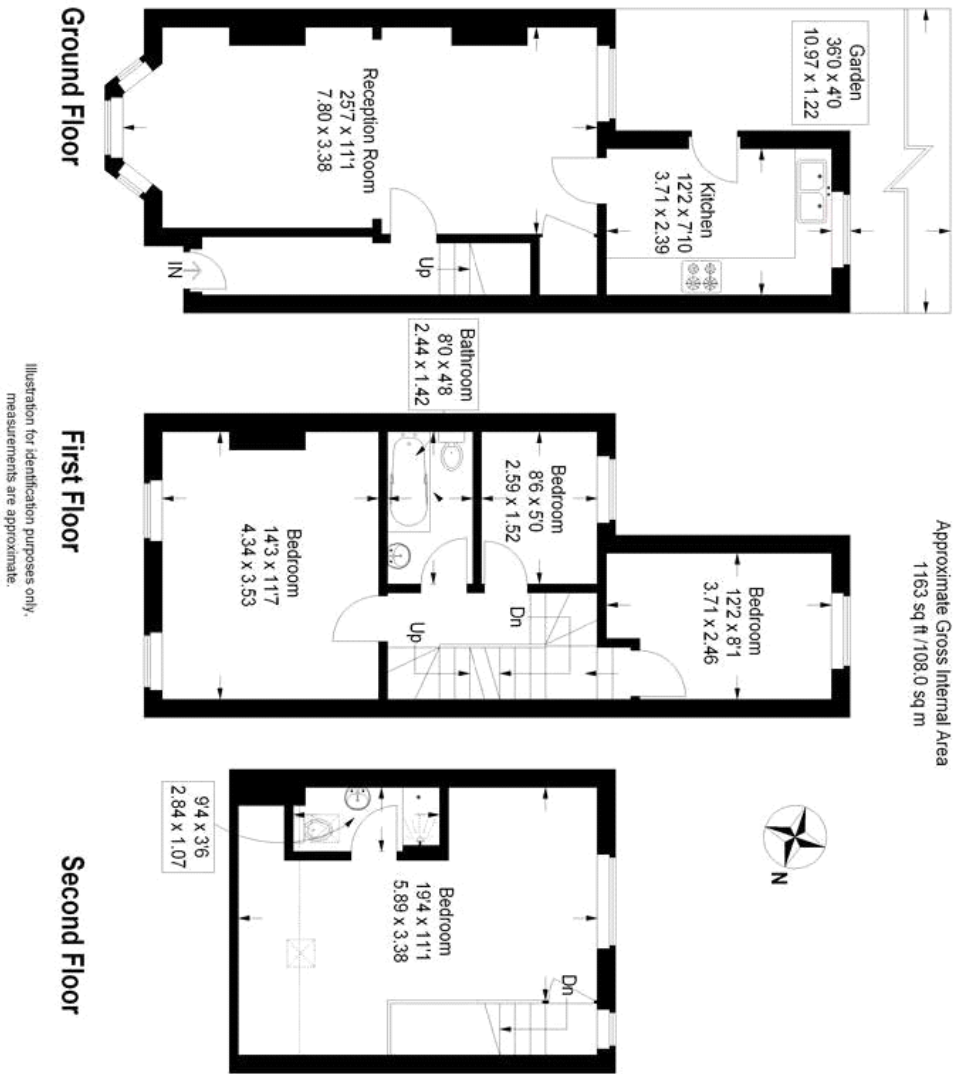 Approximate Gross Internal Area
1163 sq ft /108.0 sq m
N
Garden
36'0 x 4'0
10.97 x 1.22
Kitchen
12'2 x 7'10
3.71 x 2.39
Reception Room
25'7 x 11'1
7.80 x 3.38
Up
IN
Ground Floor
Bedroom
12'2 x 8'1
3.71 x 2.46
Bedroom
8'6 x 5'0
2.59 x 1.52
Bathroom
8'0 x 4'8
2.44 x 1.42
Dn
Up
Bedroom
14'3 x 11'7
4.34 x 3.53
First Floor
Dn
Bedroom
19'4 x 11'1
5.89 x 3.38
9'4 x 3'6
2.84 x 1.07
Second Floor
Illustration for identification purposes only,
measurements are approximate.